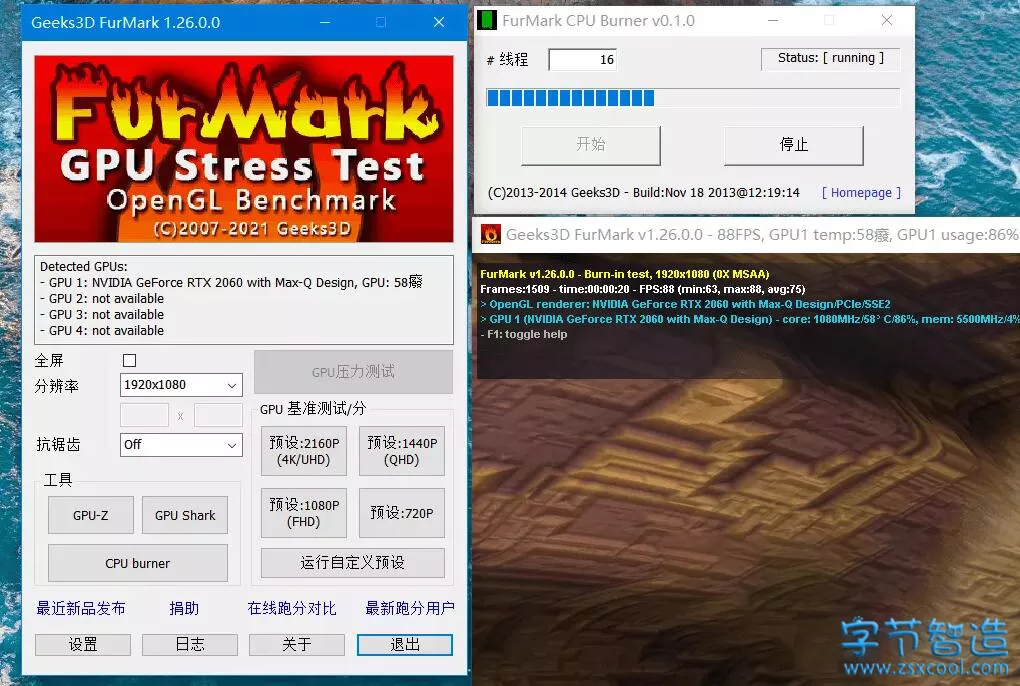 Geeks3D FurMark 1.26.0.0
FurMark
GPU Stress Test
OpenGL Benchmark
(C)2007-2021 Geeks3D
Detected GPUs:
- GPU 1: NVIDIA GeForce RTX 2060 with Max-Q Design, GPU: 58癈
- GPU 2: not available
- GPU 3: not available
- GPU 4: not available
全屏
分辨率
1920x1080
x
抗锯齿
Off
GPU压力测试
GPU 基准测试/分
预设:2160P
(4K/UHD)
预设:1440P
(QHD)
预设:1080P
(FHD)
预设:720P
运行自定义预设
工具
GPU-Z
GPU Shark
CPU burner
最近新品发布
捐助
在线跑分对比
最新跑分用户
设置
日志
关于
退出
FurMark CPU Burner v0.1.0
# 线程
16
Status: [ running ]
开始
停止
(C)2013-2014 Geeks3D - Build:Nov 18 2013@12:19:14
[ Homepage ]
Geeks3D FurMark v1.26.0.0 - 88FPS, GPU1 temp:58癈, GPU1 usage:86%
FurMark v1.26.0.0 - Burn-in test, 1920x1080 (0X MSAA)
Frames:1509 - time:00:00:20 - FPS:88 (min:63, max:88, avg:75)
> OpenGL renderer: NVIDIA GeForce RTX 2060 with Max-Q Design/PCIe/SSE2
> GPU 1 (NVIDIA GeForce RTX 2060 with Max-Q Design) - core: 1080MHz/58° C/86%, mem: 5500MHz/4%
- F1: toggle help
字节智造
www.zsxcool.com